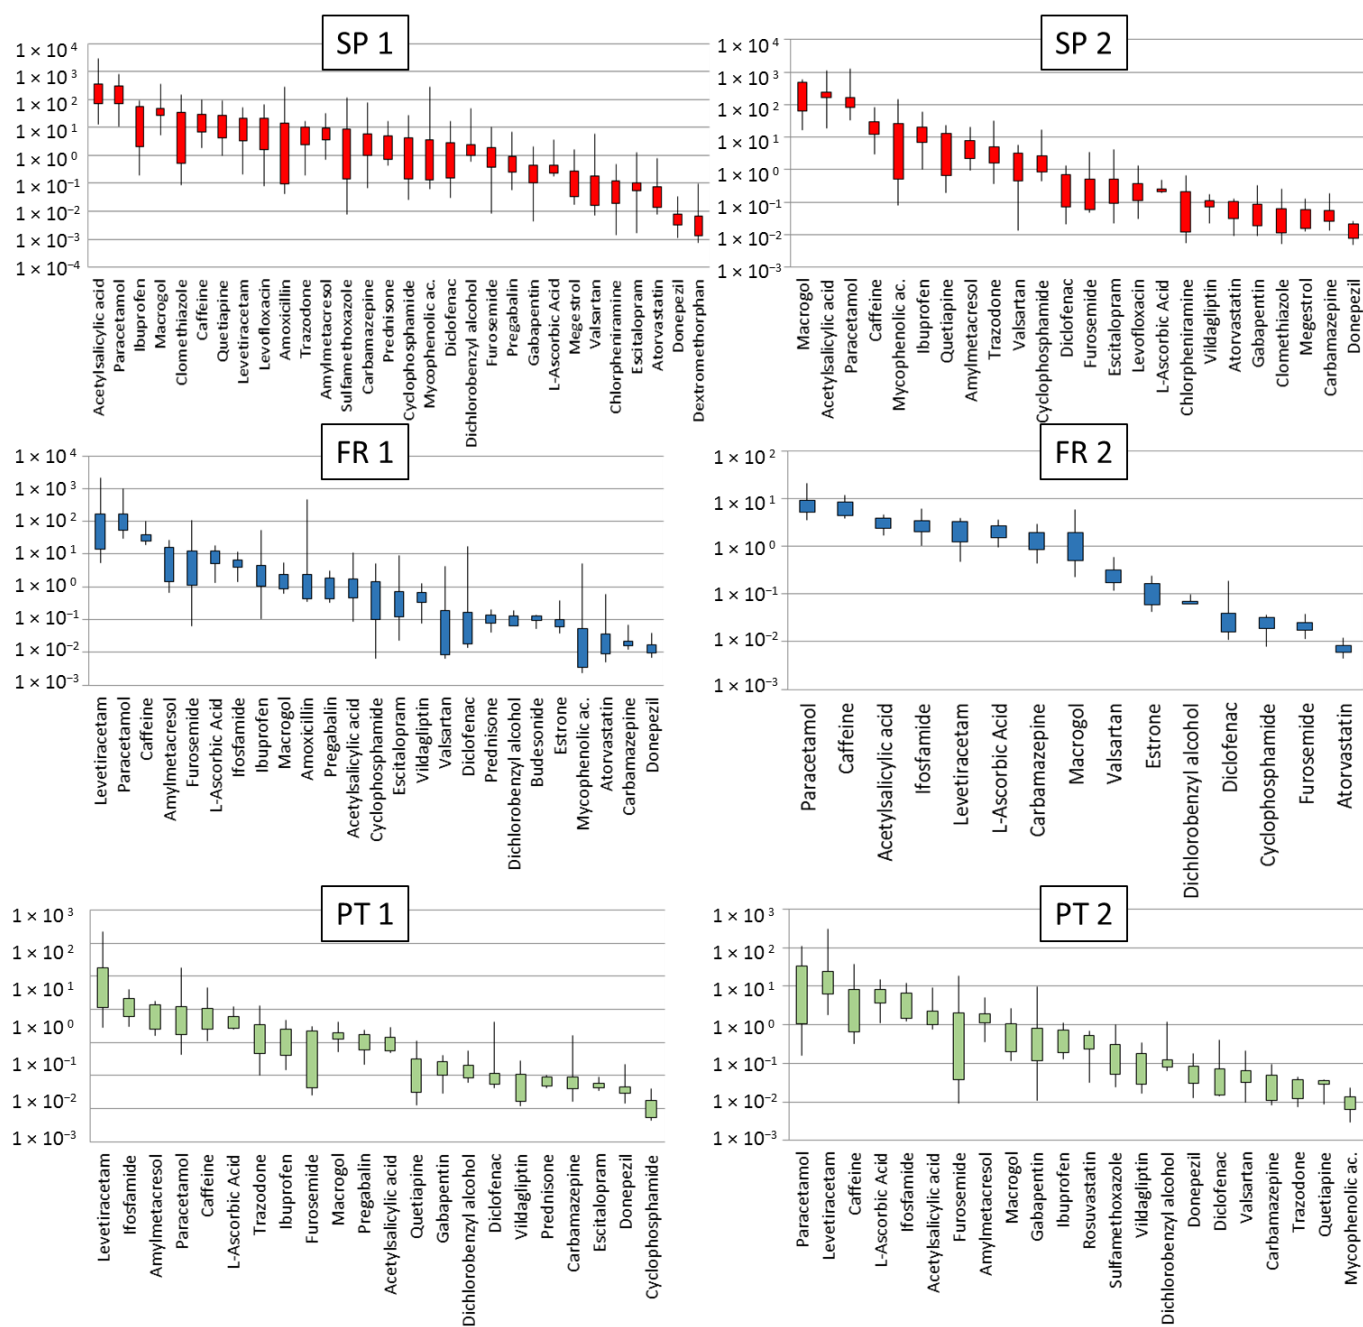 SP 1
1 × 10⁴
1 × 10³
1 × 10²
1 × 10¹
1 × 10⁰
1 × 10⁻¹
1 × 10⁻²
1 × 10⁻³
1 × 10⁻⁴
Acetylsalicylic acid
Paracetamol
Ibuprofen
Macrogol
Clomethiazole
Caffeine
Quetiapine
Levetiracetam
Levofloxacin
Amoxicillin
Trazodone
Amylmetacresol
Sulfamethoxazole
Carbamazepine
Prednisone
Cyclophosphamide
Mycophenolic ac.
Diclofenac
Dichlorobenzyl alcohol
Furosemide
Pregabalin
Gabapentin
L-Ascorbic Acid
Megestrol
Valsartan
Chlorpheniramine
Escitalopram
Atorvastatin
Donepezil
Dextromethorphan
SP 2
1 × 10⁴
1 × 10³
1 × 10²
1 × 10¹
1 × 10⁰
1 × 10⁻¹
1 × 10⁻²
1 × 10⁻³
Macrogol
Acetylsalicylic acid
Paracetamol
Caffeine
Mycophenolic ac.
Ibuprofen
Quetiapine
Amylmetacresol
Trazodone
Valsartan
Cyclophosphamide
Diclofenac
Furosemide
Escitalopram
Levofloxacin
L-Ascorbic Acid
Chlorpheniramine
Vildagliptin
Atorvastatin
Gabapentin
Clomethiazole
Megestrol
Carbamazepine
Donepezil
FR 1
1 × 10⁴
1 × 10³
1 × 10²
1 × 10¹
1 × 10⁰
1 × 10⁻¹
1 × 10⁻²
1 × 10⁻³
Levetiracetam
Paracetamol
Caffeine
Amylmetacresol
Furosemide
L-Ascorbic Acid
Ifosfamide
Ibuprofen
Macrogol
Amoxicillin
Pregabalin
Acetylsalicylic acid
Cyclophosphamide
Escitalopram
Vildagliptin
Valsartan
Diclofenac
Prednisone
Dichlorobenzyl alcohol
Budesonide
Estrone
Mycophenolic ac.
Atorvastatin
Carbamazepine
Donepezil
FR 2
1 × 10²
1 × 10¹
1 × 10⁰
1 × 10⁻¹
1 × 10⁻²
1 × 10⁻³
Paracetamol
Caffeine
Acetylsalicylic acid
Ifosfamide
Levetiracetam
L-Ascorbic Acid
Carbamazepine
Macrogol
Valsartan
Estrone
Dichlorobenzyl alcohol
Diclofenac
Cyclophosphamide
Furosemide
Atorvastatin
PT 1
1 × 10³
1 × 10²
1 × 10¹
1 × 10⁰
1 × 10⁻¹
1 × 10⁻²
1 × 10⁻³
Levetiracetam
Ifosfamide
Amylmetacresol
Paracetamol
Caffeine
L-Ascorbic Acid
Trazodone
Ibuprofen
Furosemide
Macrogol
Pregabalin
Acetylsalicylic acid
Quetiapine
Gabapentin
Dichlorobenzyl alcohol
Diclofenac
Vildagliptin
Prednisone
Carbamazepine
Escitalopram
Donepezil
Cyclophosphamide
PT 2
1 × 10³
1 × 10²
1 × 10¹
1 × 10⁰
1 × 10⁻¹
1 × 10⁻²
1 × 10⁻³
Paracetamol
Levetiracetam
Caffeine
L-Ascorbic Acid
Ifosfamide
Acetylsalicylic acid
Furosemide
Amylmetacresol
Macrogol
Gabapentin
Ibuprofen
Rosuvastatin
Sulfamethoxazole
Vildagliptin
Dichlorobenzyl alcohol
Donepezil
Diclofenac
Valsartan
Carbamazepine
Trazodone
Quetiapine
Mycophenolic ac.